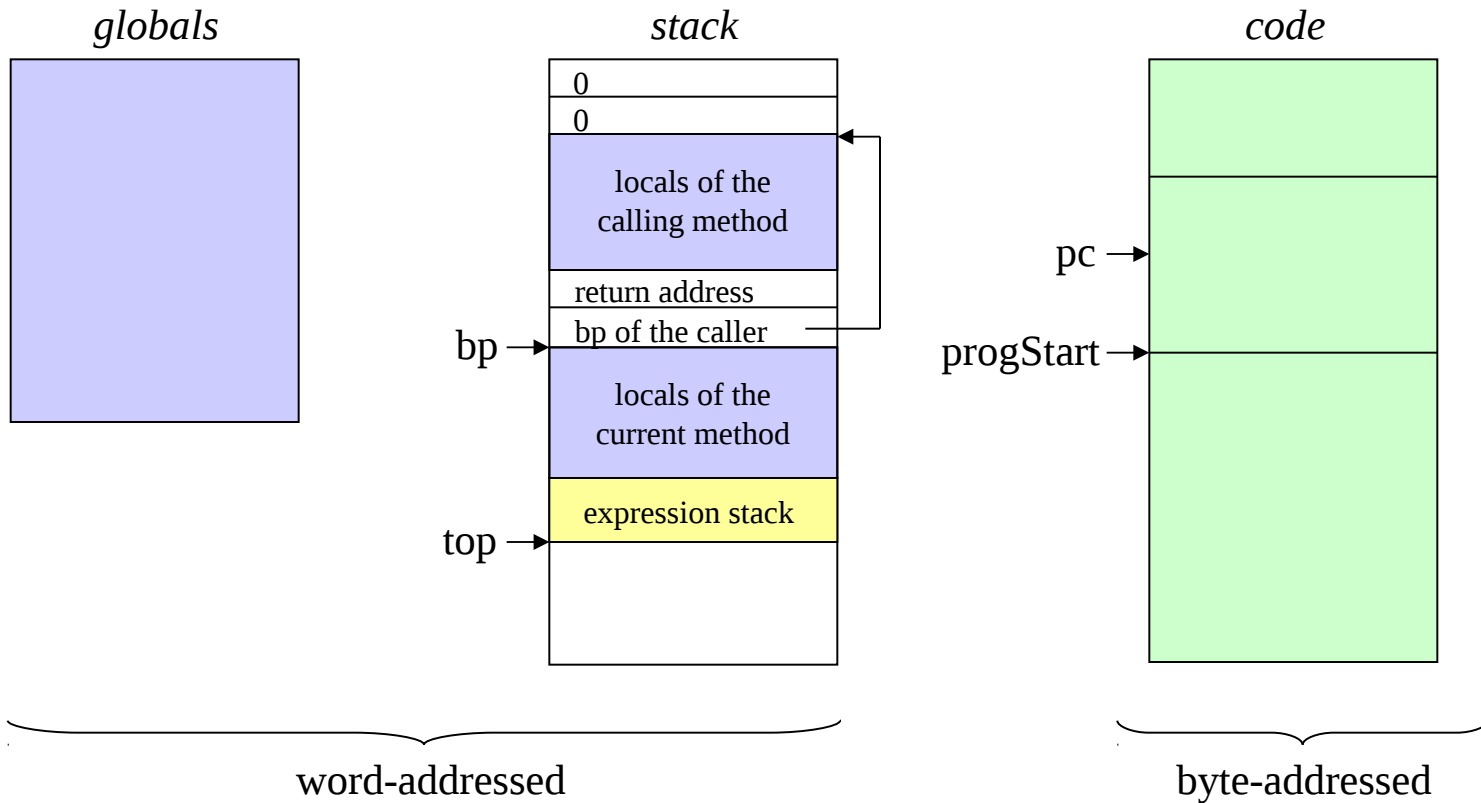 globals
stack
code
0
0
locals of the
calling method
return address
bp of the caller
pc
bp
progStart
locals of the
current method
expression stack
top
word-addressed
byte-addressed